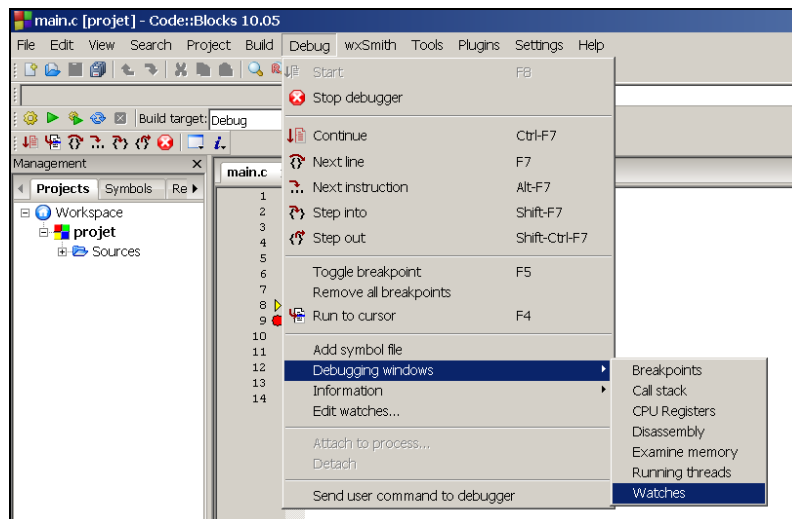 main.c [projet] - Code::Blocks 10.05
File Edit View Search Project Build Debug wxSmith Tools Plugins Settings Help
Start F8
Stop debugger
Build target: Debug
Continue Ctrl-F7
Next line F7
Next instruction Alt-F7
Step into Shift-F7
Step out Shift-Ctrl-F7
Toggle breakpoint F5
Remove all breakpoints
Run to cursor F4
Add symbol file
Debugging windows
Information
Edit watches...
Attach to process...
Detach
Send user command to debugger
Breakpoints
Call stack
CPU Registers
Disassembly
Examine memory
Running threads
Watches
Management x
Projects Symbols Re
Workspace
projet
Sources
main.c
1
2
3
4
5
6
7
8
9
10
11
12
13
14